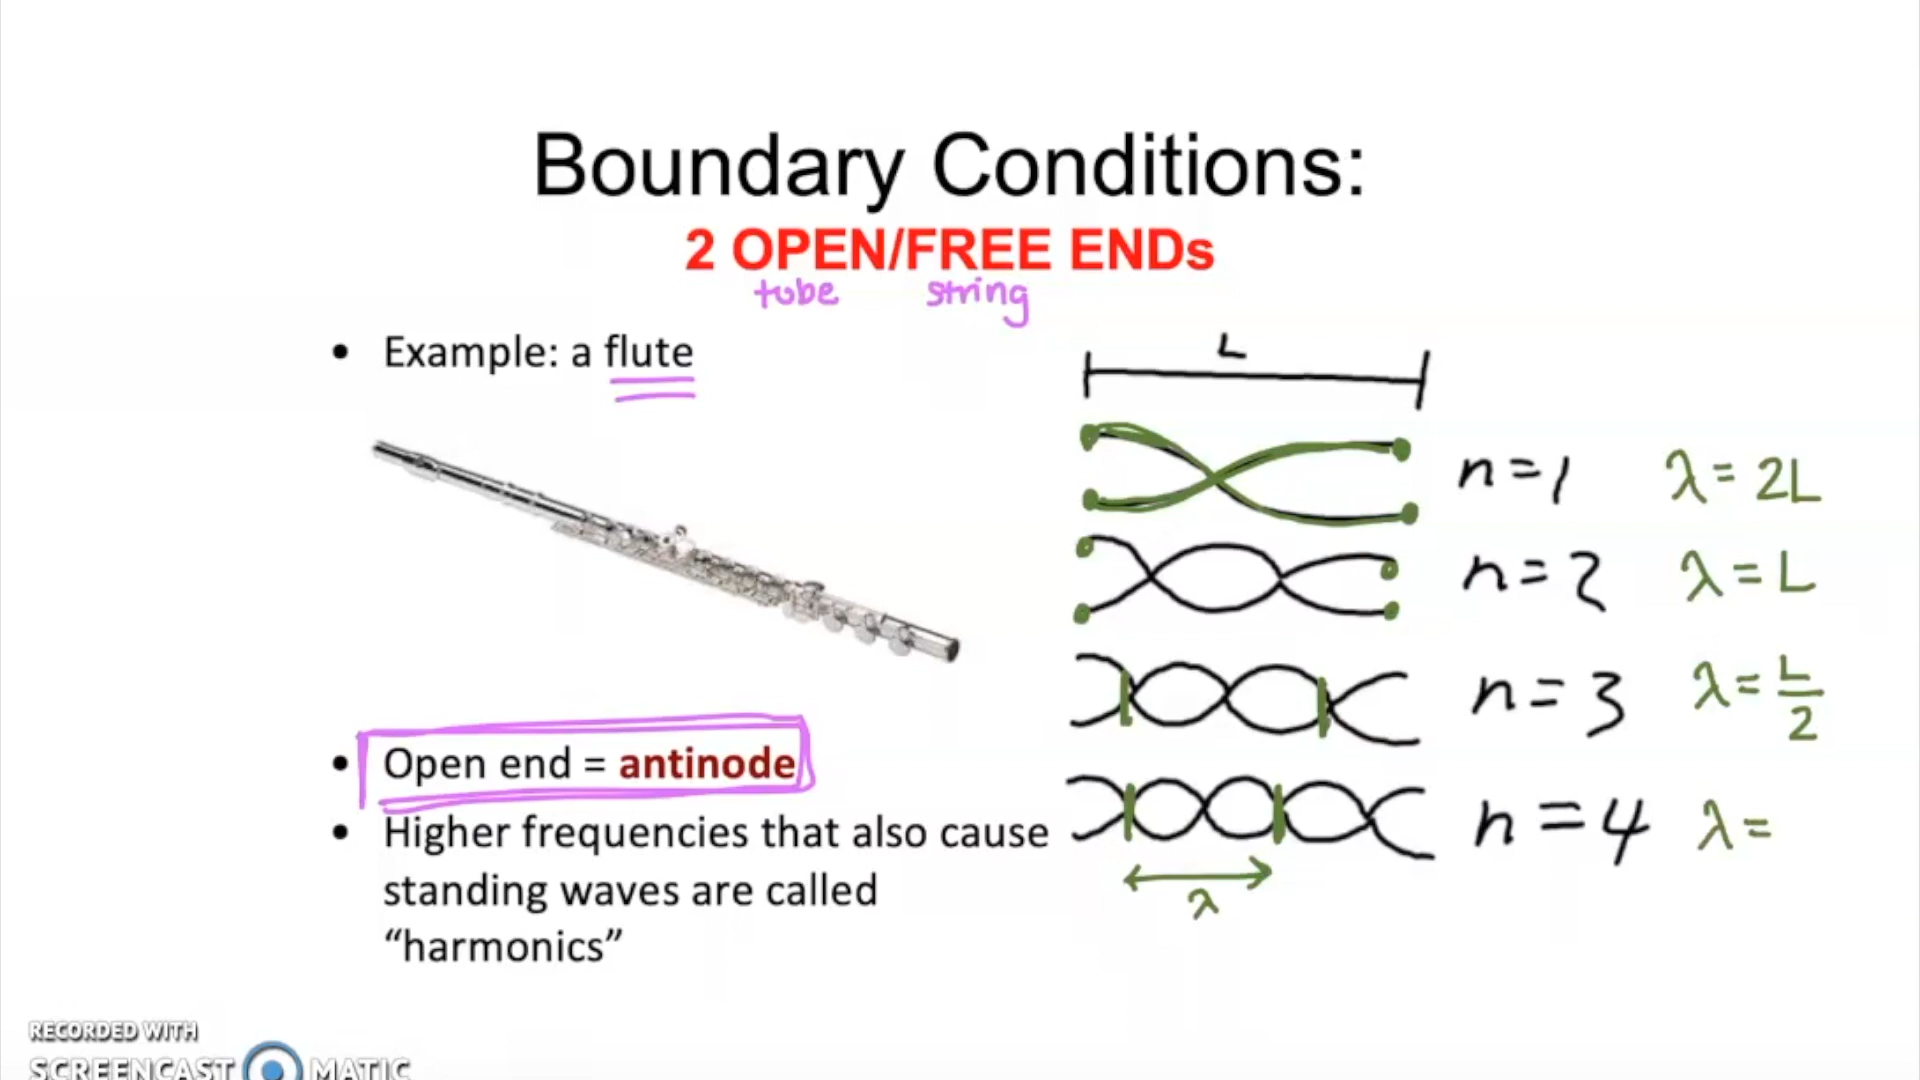 Boundary Conditions:
2 OPEN/FREE ENDs
tube string
• Example: a flute
L
n=1 λ=2L
n=2 λ=L
n=3 λ=L/2
• Open end = antinode
• Higher frequencies that also cause
standing waves are called
“harmonics”
n=4 λ=
λ
RECORDED WITH
SCREENCAST MATIC